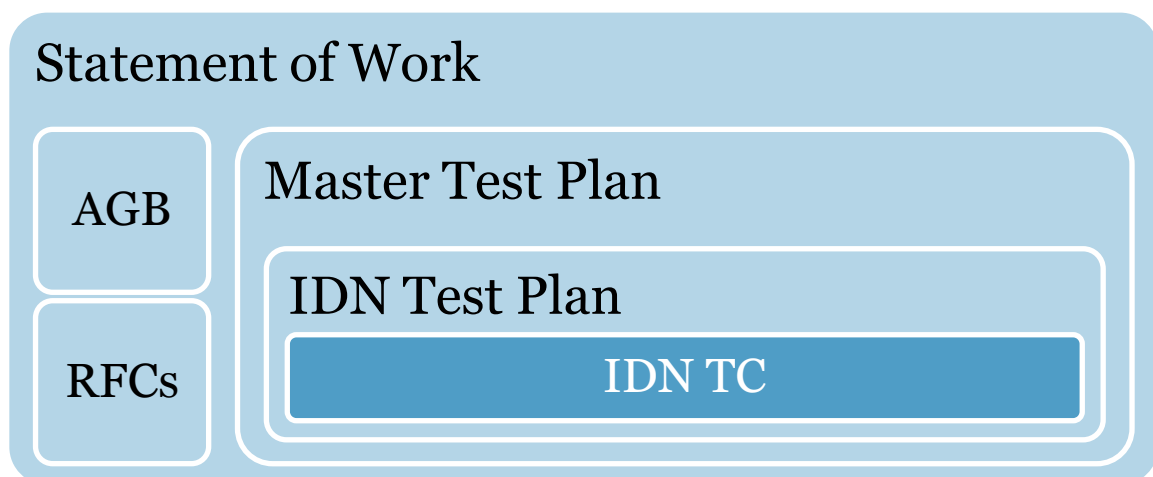 Statement of Work
AGB
Master Test Plan
IDN Test Plan
RFCs
IDN TC